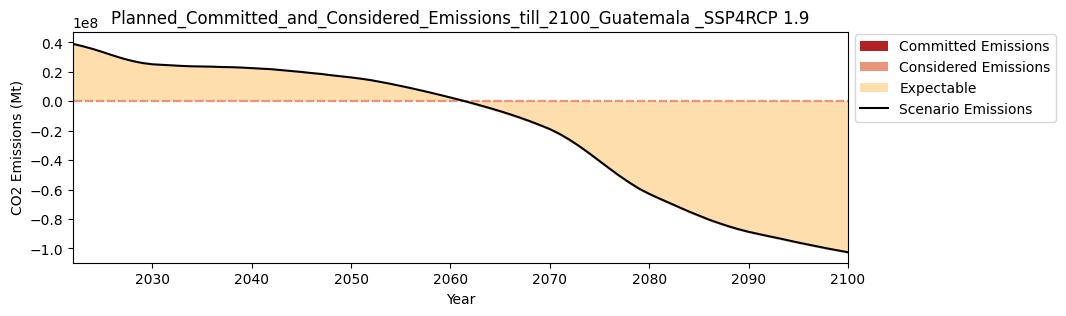 Planned_Committed_and_Considered_Emissions_till_2100_Guatemala _SSP4RCP 1.9
1e8
0.4
0.2
0.0
−0.2
−0.4
−0.6
−0.8
−1.0
CO2 Emissions (Mt)
2030 2040 2050 2060 2070 2080 2090 2100
Year
Committed Emissions
Considered Emissions
Expectable
Scenario Emissions